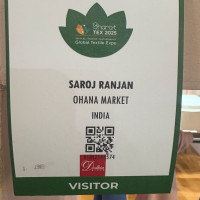 Bharat
TEX 2025
Global Textile Expo
SAROJ RANJAN
OHANA MARKET
INDIA
VISITOR